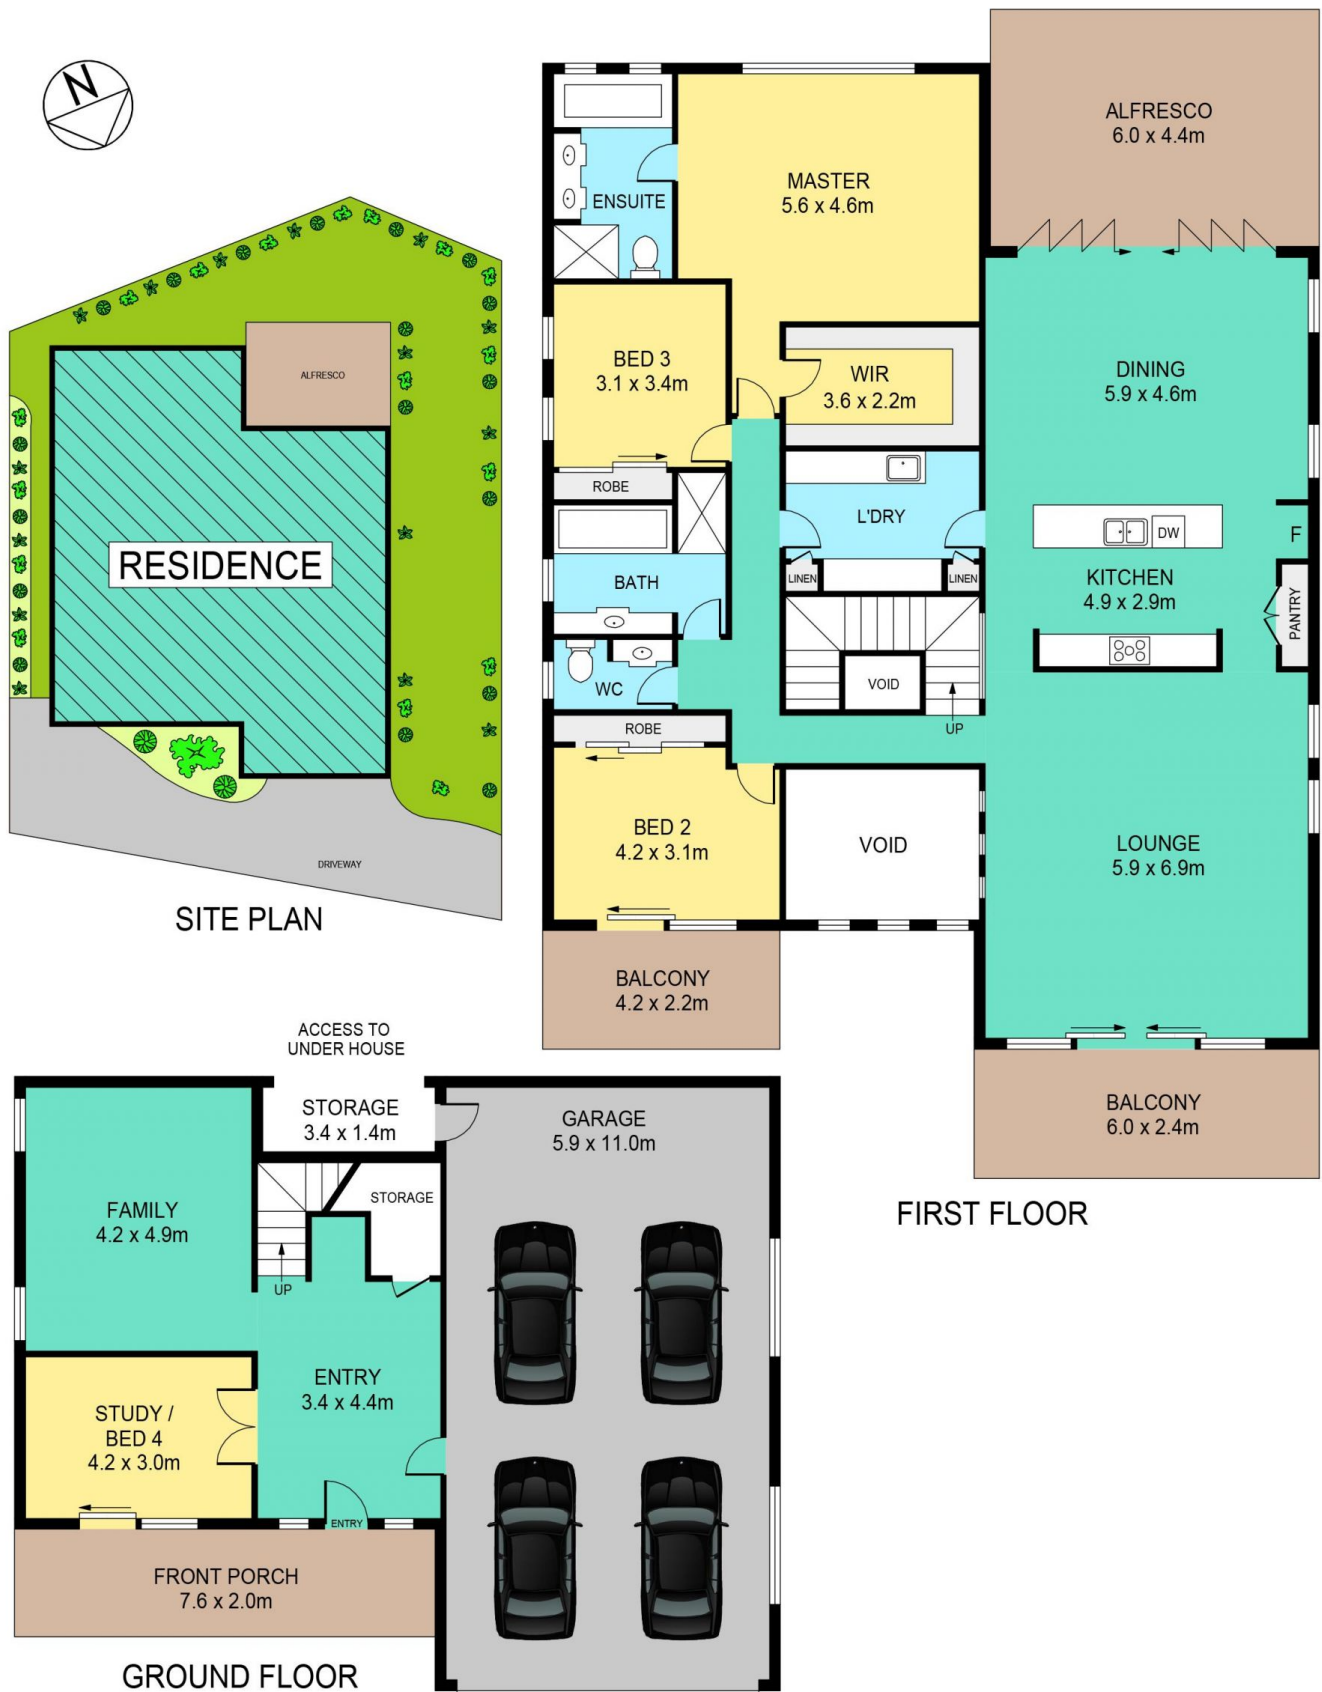 N
ALFRESCO
RESIDENCE
DRIVEWAY
SITE PLAN
ALFRESCO
6.0 x 4.4m
MASTER
5.6 x 4.6m
ENSUITE
BED 3
3.1 x 3.4m
WIR
3.6 x 2.2m
DINING
5.9 x 4.6m
ROBE
L'DRY
DW
F
BATH
LINEN
LINEN
KITCHEN
4.9 x 2.9m
PANTRY
WC
VOID
UP
ROBE
BED 2
4.2 x 3.1m
VOID
LOUNGE
5.9 x 6.9m
BALCONY
4.2 x 2.2m
BALCONY
6.0 x 2.4m
FIRST FLOOR
ACCESS TO
UNDER HOUSE
STORAGE
3.4 x 1.4m
GARAGE
5.9 x 11.0m
FAMILY
4.2 x 4.9m
STORAGE
UP
ENTRY
3.4 x 4.4m
STUDY /
BED 4
4.2 x 3.0m
ENTRY
FRONT PORCH
7.6 x 2.0m
GROUND FLOOR